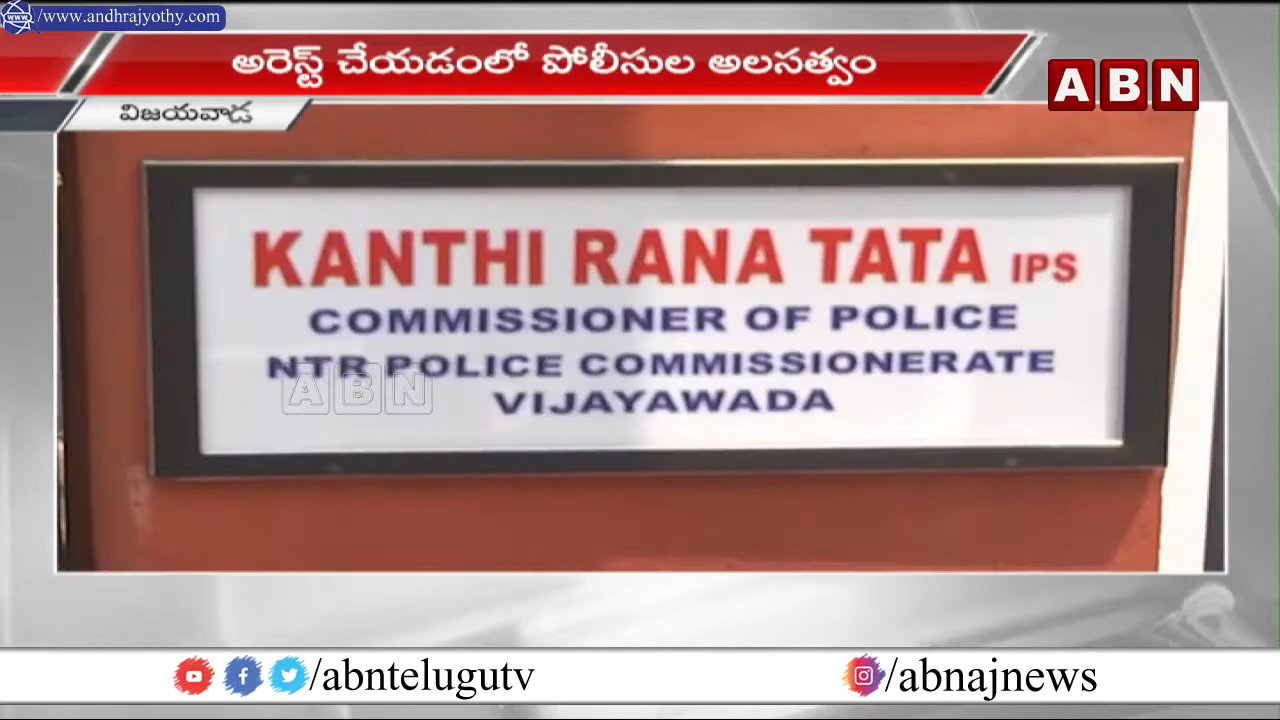 /www.andhrajyothy.com
అరెస్ట్ చేయడంలో పోలీసుల అలసత్వం
ABN
విజయవాడ
KANTHI RANA TATA IPS
COMMISSIONER OF POLICE
NTR POLICE COMMISSIONERATE
VIJAYAWADA
ABN
/abntelugutv
/abnajnews